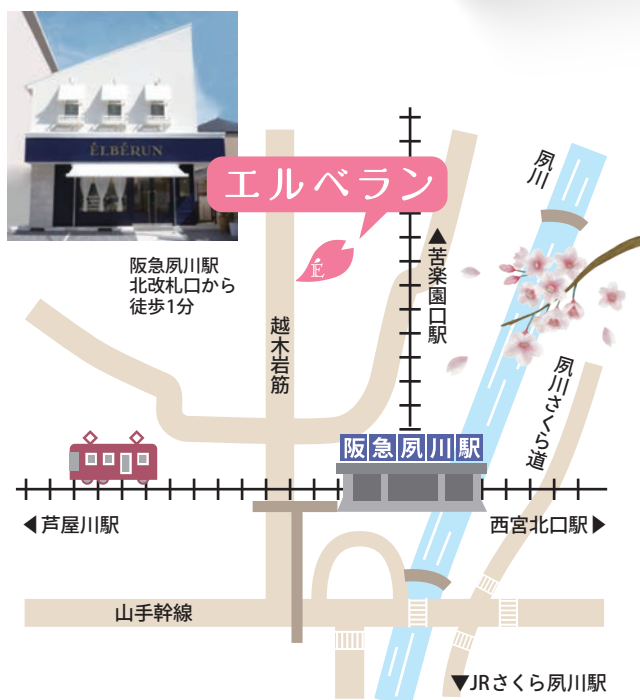 ÉLBÉRUN
エルベラン
É
阪急夙川駅
北改札口から
徒歩1分
夙川
▲苦楽園口駅
越木岩筋
夙川さくら道
阪急夙川駅
◀芦屋川駅
西宮北口駅▶
山手幹線
▼JRさくら夙川駅